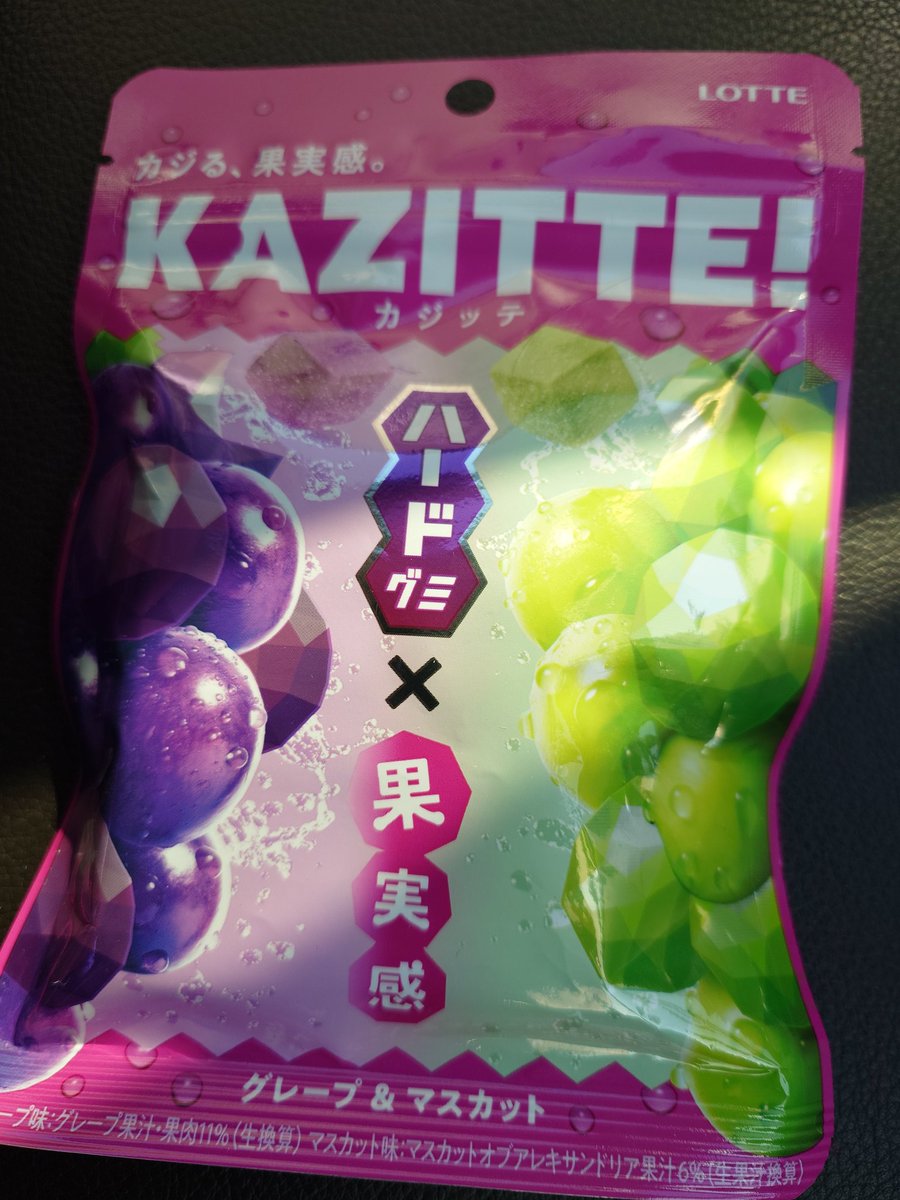 LOTTE
カジる、果実感。
KAZITTE!
カジッテ
ハード
グミ
×
果実感
グレープ & マスカット
ープ味:グレープ果汁・果肉11%(生換算) マスカット味:マスカットオブアレキサンドリア果汁6%(生果汁換算)